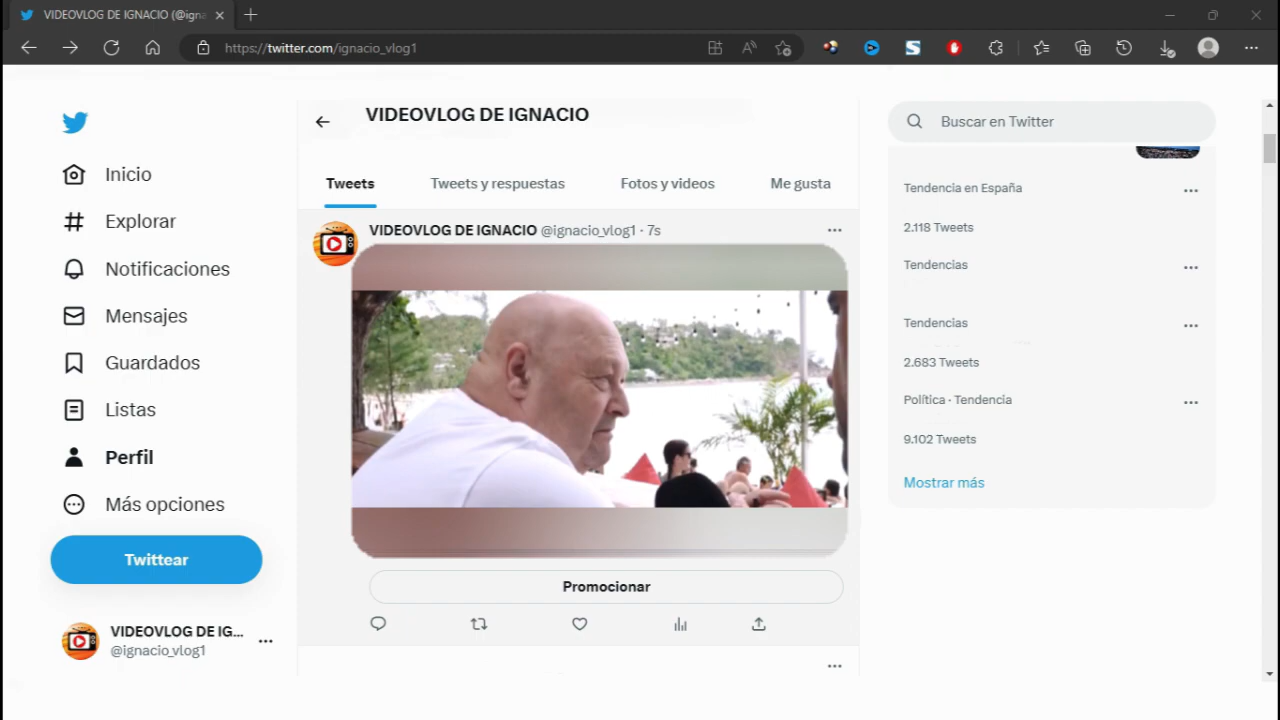 VIDEOVLOG DE IGNACIO (@igna
https://twitter.com/ignacio_vlog1
VIDEOVLOG DE IGNACIO
Buscar en Twitter
Inicio
Explorar
Notificaciones
Mensajes
Guardados
Listas
Perfil
Más opciones
Twittear
VIDEOVLOG DE IG...
@ignacio_vlog1
Tweets
Tweets y respuestas
Fotos y videos
Me gusta
VIDEOVLOG DE IGNACIO @ignacio_vlog1 · 7s
Promocionar
Tendencia en España
2.118 Tweets
Tendencias
Tendencias
2.683 Tweets
Política · Tendencia
9.102 Tweets
Mostrar más